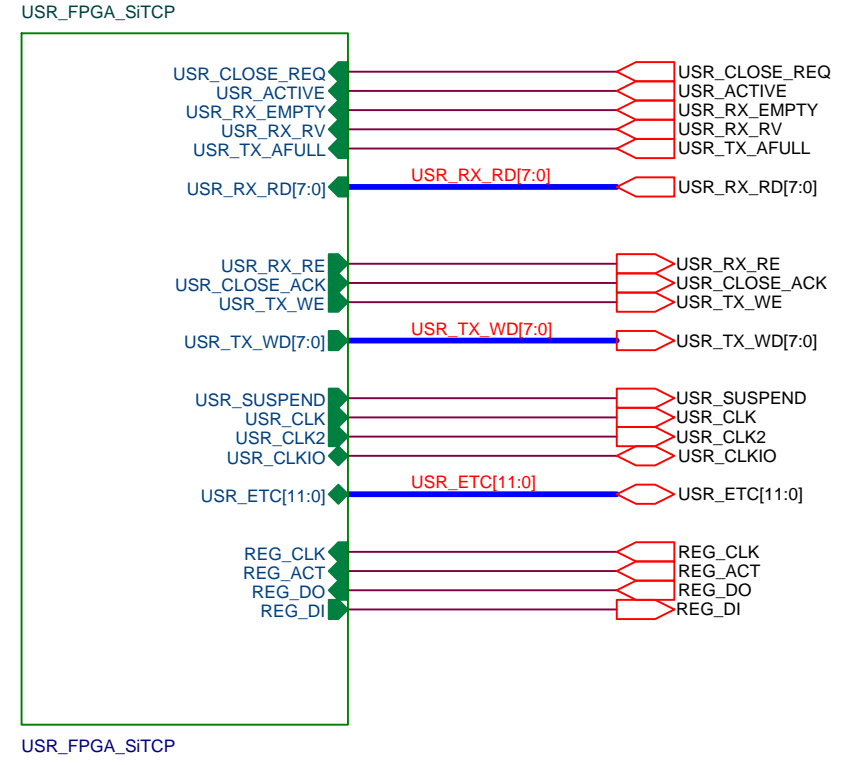 USR_FPGA_SiTCP
USR_CLOSE_REQ USR_CLOSE_REQ
USR_ACTIVE USR_ACTIVE
USR_RX_EMPTY USR_RX_EMPTY
USR_RX_RV USR_RX_RV
USR_TX_AFULL USR_TX_AFULL
USR_RX_RD[7:0] USR_RX_RD[7:0] USR_RX_RD[7:0]
USR_RX_RE USR_RX_RE
USR_CLOSE_ACK USR_CLOSE_ACK
USR_TX_WE USR_TX_WE
USR_TX_WD[7:0] USR_TX_WD[7:0] USR_TX_WD[7:0]
USR_SUSPEND USR_SUSPEND
USR_CLK USR_CLK
USR_CLK2 USR_CLK2
USR_CLKIO USR_CLKIO
USR_ETC[11:0] USR_ETC[11:0] USR_ETC[11:0]
REG_CLK REG_CLK
REG_ACT REG_ACT
REG_DO REG_DO
REG_DI REG_DI
USR_FPGA_SiTCP